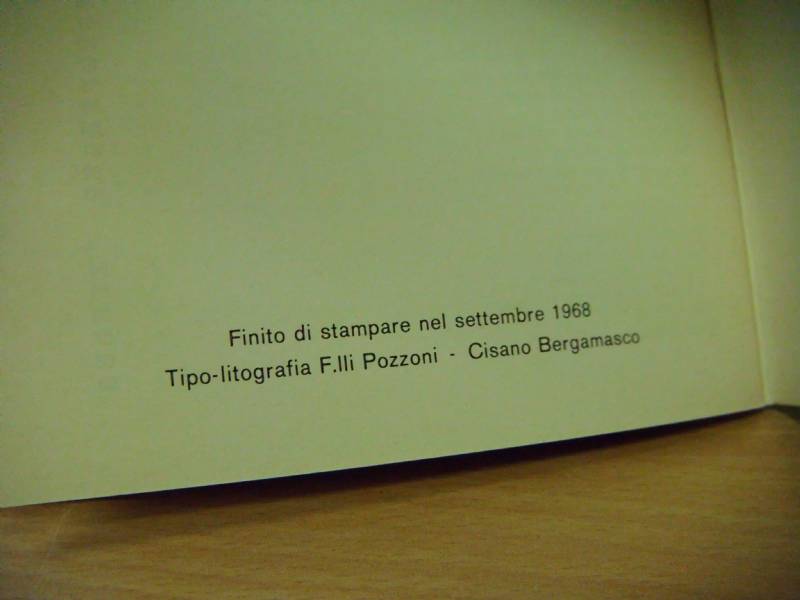 Finito di stampare nel settembre 1968
Tipo-litografia F.lli Pozzoni - Cisano Bergamasco